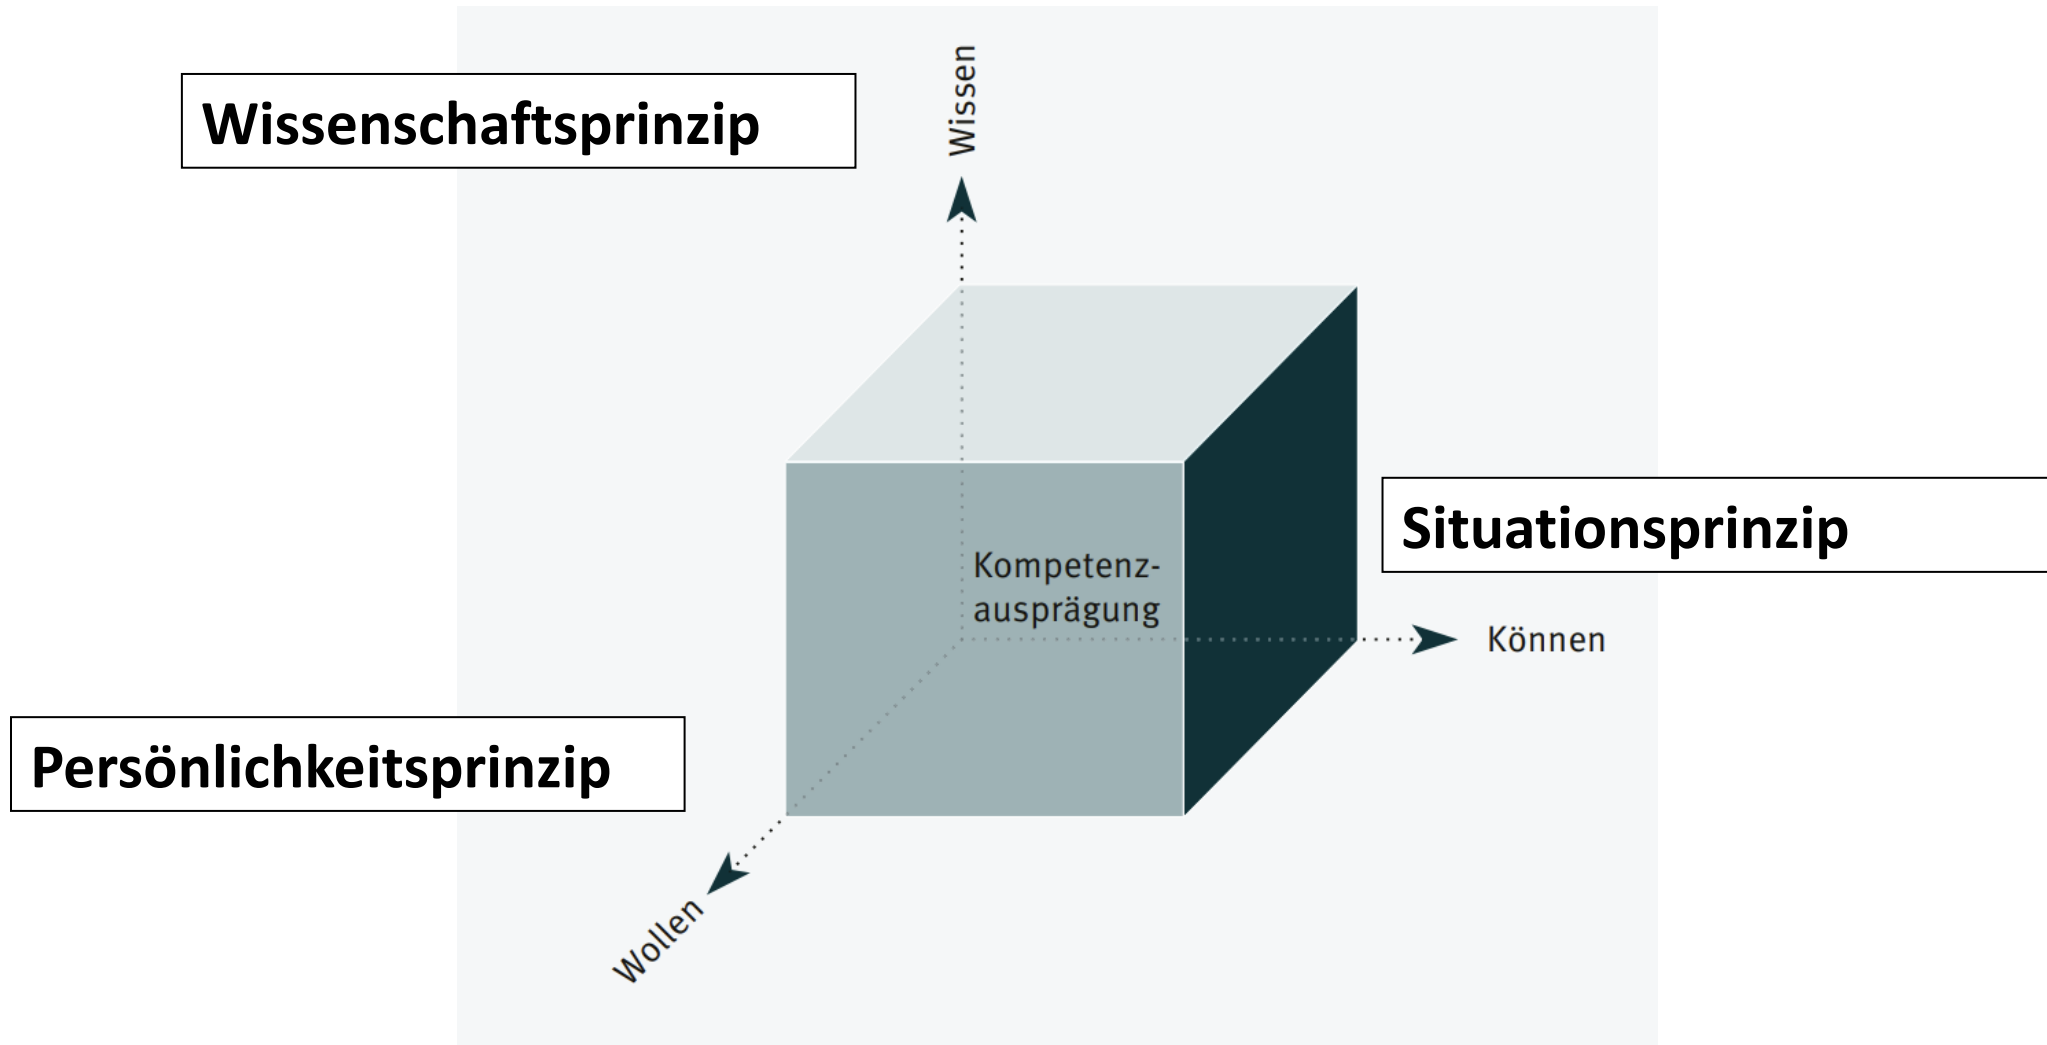 Wissen
Wissenschaftsprinzip
Situationsprinzip
Kompetenz-
ausprägung
Können
Persönlichkeitsprinzip
Wollen